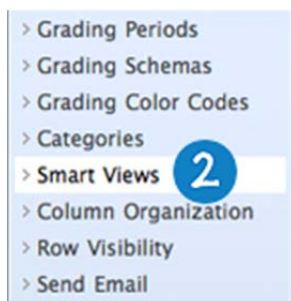 > Grading Periods
> Grading Schemas
> Grading Color Codes
> Categories
> Smart Views 2
> Column Organization
> Row Visibility
> Send Email